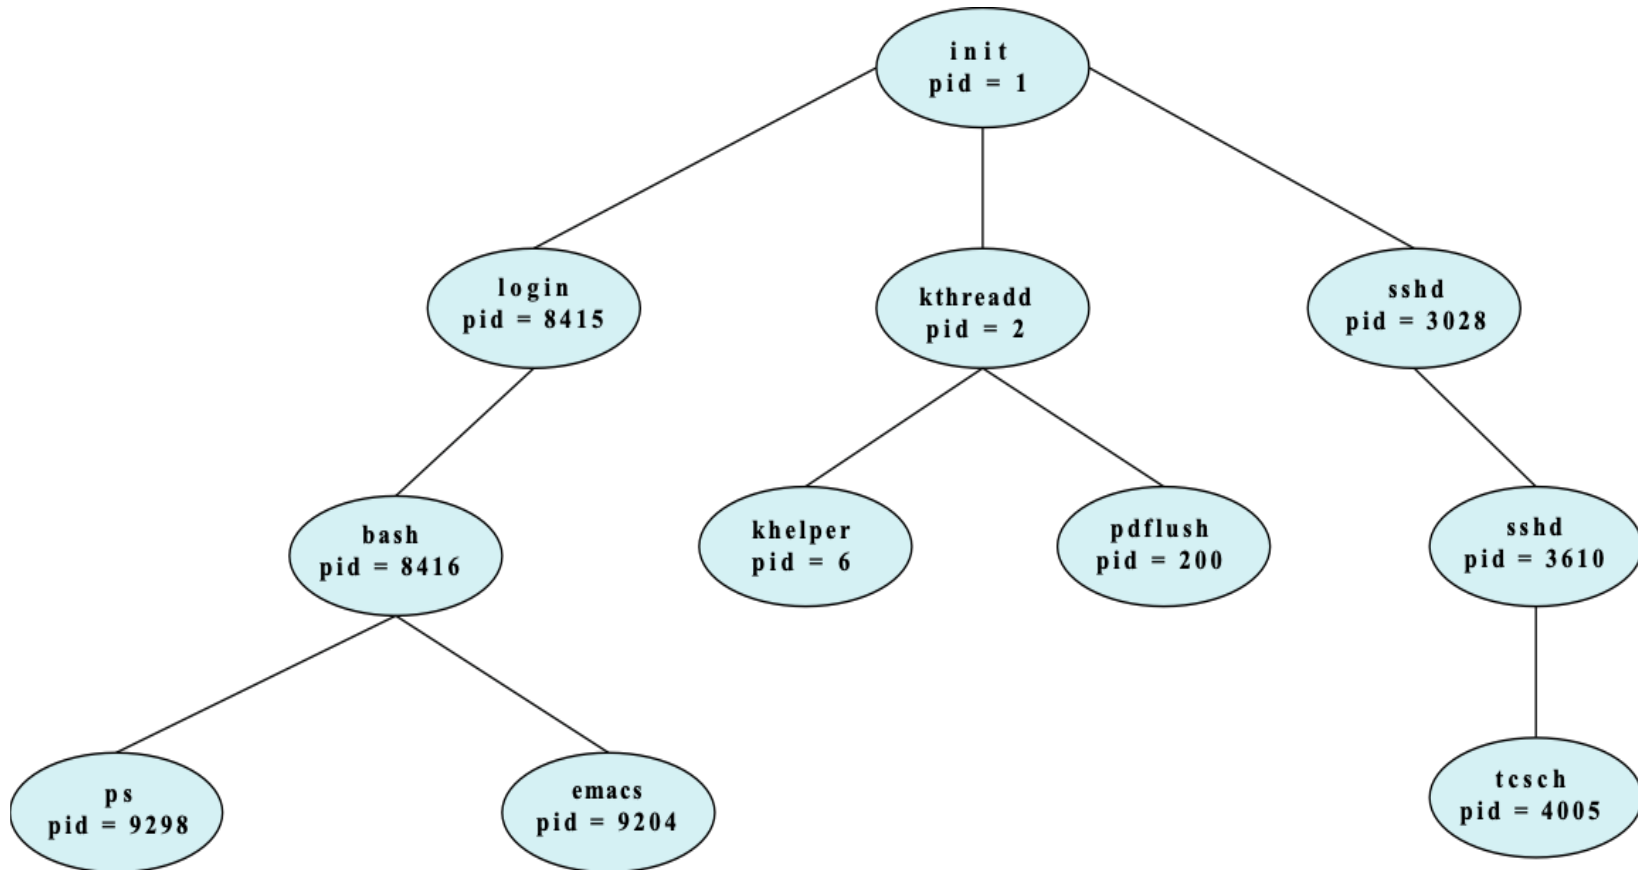 init
pid = 1
login
pid = 8415
kthreadd
pid = 2
sshd
pid = 3028
bash
pid = 8416
khelper
pid = 6
pdflush
pid = 200
sshd
pid = 3610
ps
pid = 9298
emacs
pid = 9204
tcsch
pid = 4005